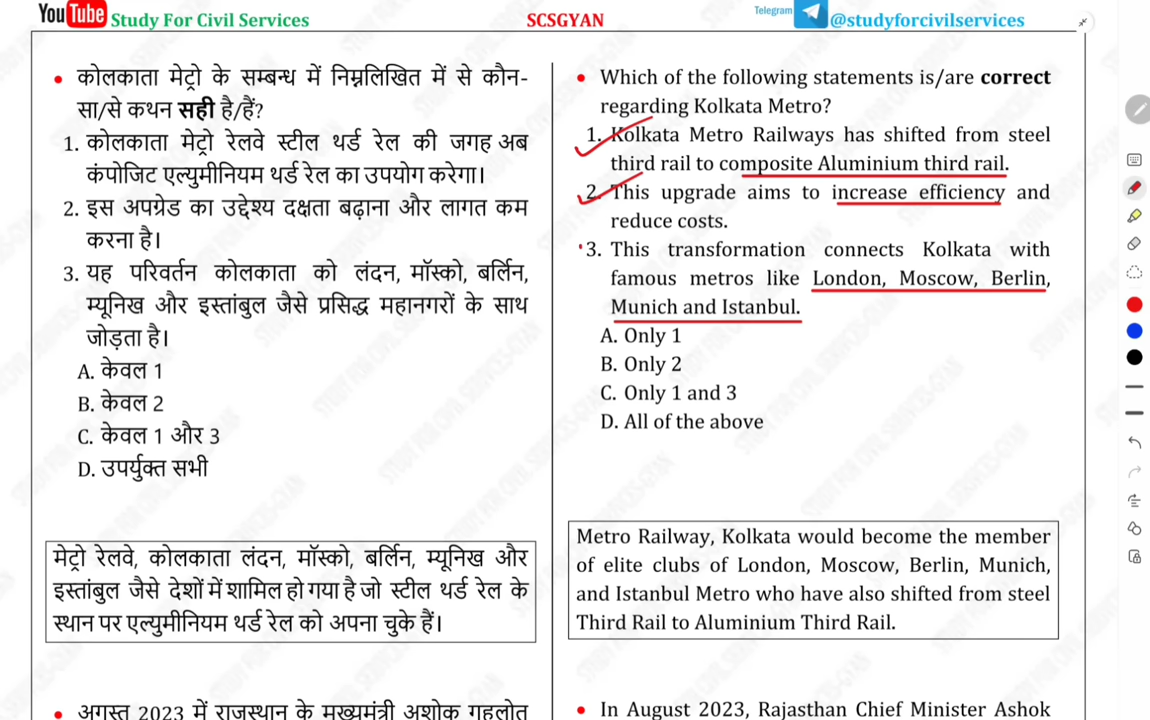 YouTube Study For Civil Services
SCSGYAN
Telegram @studyforcivilservices
• कोलकाता मेट्रो के सम्बन्ध में निम्नलिखित में से कौन-
सा/से कथन सही है/हैं?
1. कोलकाता मेट्रो रेलवे स्टील थर्ड रेल की जगह अब
कंपोजिट एल्युमीनियम थर्ड रेल का उपयोग करेगा।
2. इस अपग्रेड का उद्देश्य दक्षता बढ़ाना और लागत कम
करना है।
3. यह परिवर्तन कोलकाता को लंदन, मॉस्को, बर्लिन,
म्यूनिख और इस्तांबुल जैसे प्रसिद्ध महानगरों के साथ
जोड़ता है।
A. केवल 1
B. केवल 2
C. केवल 1 और 3
D. उपर्युक्त सभी
मेट्रो रेलवे, कोलकाता लंदन, मॉस्को, बर्लिन, म्यूनिख और
इस्तांबुल जैसे देशों में शामिल हो गया है जो स्टील थर्ड रेल के
स्थान पर एल्युमीनियम थर्ड रेल को अपना चुके हैं।
• अगस्त 2023 में राजस्थान के मुख्यमंत्री अशोक गहलोत
• Which of the following statements is/are correct
regarding Kolkata Metro?
1. Kolkata Metro Railways has shifted from steel
third rail to composite Aluminium third rail.
2. This upgrade aims to increase efficiency and
reduce costs.
3. This transformation connects Kolkata with
famous metros like London, Moscow, Berlin,
Munich and Istanbul.
A. Only 1
B. Only 2
C. Only 1 and 3
D. All of the above
Metro Railway, Kolkata would become the member
of elite clubs of London, Moscow, Berlin, Munich,
and Istanbul Metro who have also shifted from steel
Third Rail to Aluminium Third Rail.
• In August 2023, Rajasthan Chief Minister Ashok